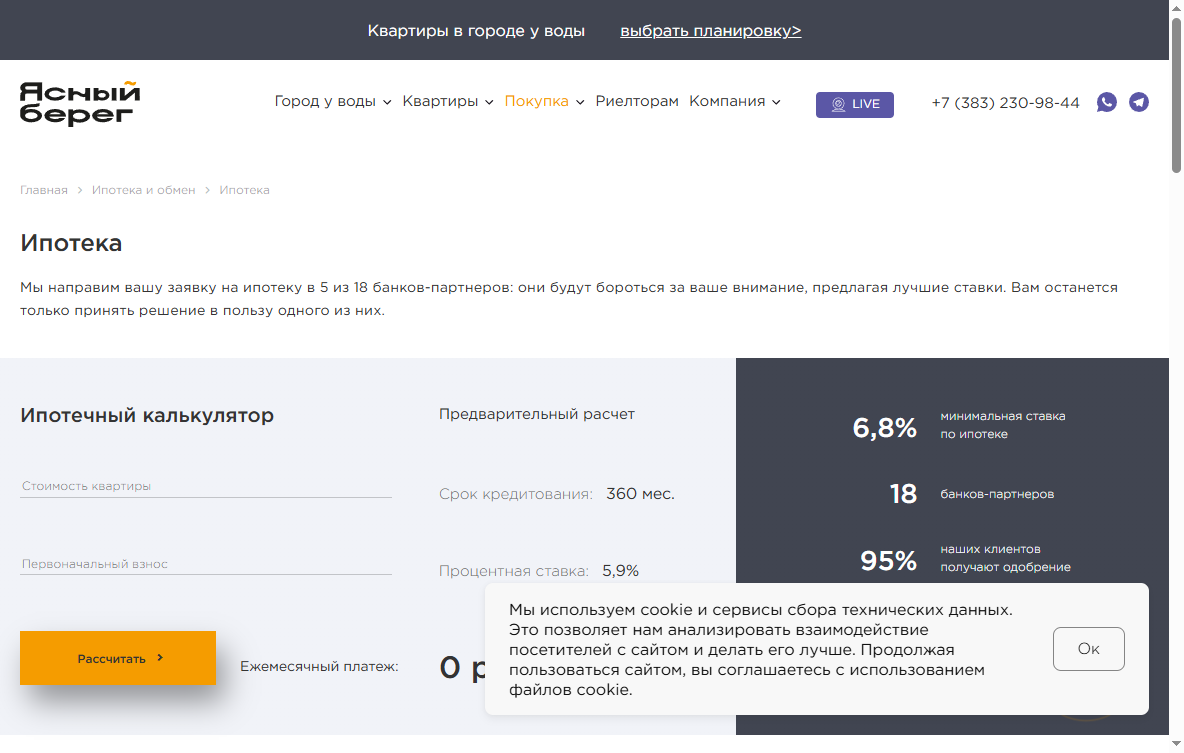 Квартиры в городе у воды выбрать планировку>
Ясный берег
Город у воды Квартиры Покупка Риелторам Компания LIVE +7 (383) 230-98-44
Главная > Ипотека и обмен > Ипотека
Ипотека
Мы направим вашу заявку на ипотеку в 5 из 18 банков-партнеров: они будут бороться за ваше внимание, предлагая лучшие ставки. Вам останется
только принять решение в пользу одного из них.
Ипотечный калькулятор
Стоимость квартиры
Первоначальный взнос
Рассчитать >
Предварительный расчет
Срок кредитования: 360 мес.
Процентная ставка: 5,9%
Ежемесячный платеж: 0 р
6,8% минимальная ставка
по ипотеке
18 банков-партнеров
95% наших клиентов
получают одобрение
Мы используем cookie и сервисы сбора технических данных.
Это позволяет нам анализировать взаимодействие
посетителей с сайтом и делать его лучше. Продолжая
пользоваться сайтом, вы соглашаетесь с использованием
файлов cookie.
Ок